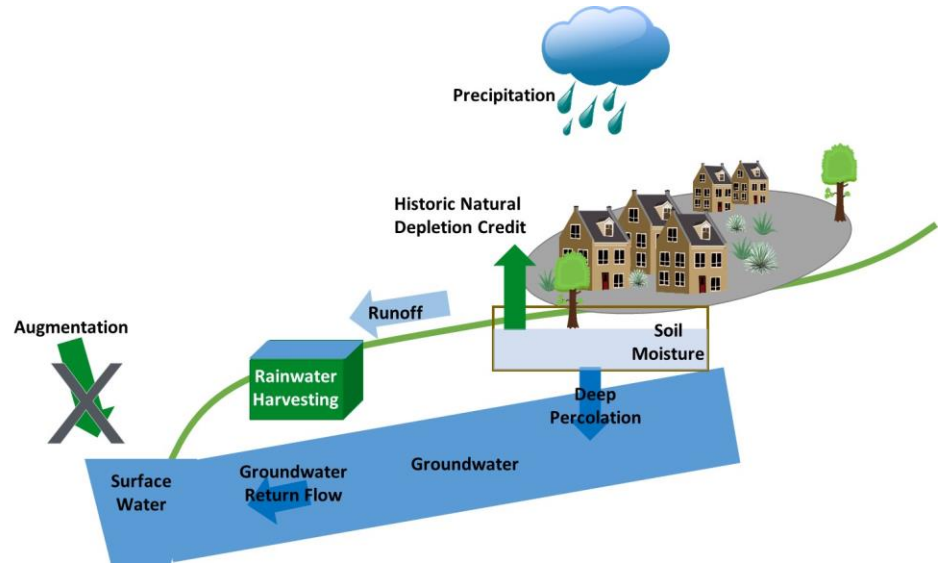 Precipitation
Historic Natural
Depletion Credit
Runoff
Augmentation
Soil
Moisture
Rainwater
Harvesting
Deep
Percolation
Groundwater
Groundwater
Return Flow
Surface
Water